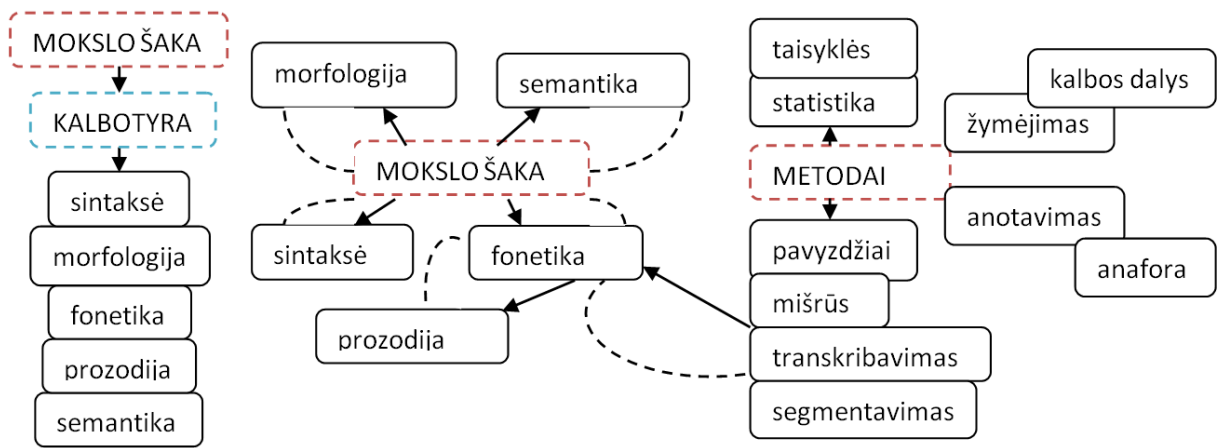 MOKSLO ŠAKA
KALBOTYRA
sintaksė
morfologija
fonetika
prozodija
semantika
morfologija
semantika
MOKSLO ŠAKA
sintaksė
fonetika
prozodija
taisyklės
statistika
METODAI
pavyzdžiai
mišrūs
transkribavimas
segmentavimas
kalbos dalys
žymėjimas
anotavimas
anafora